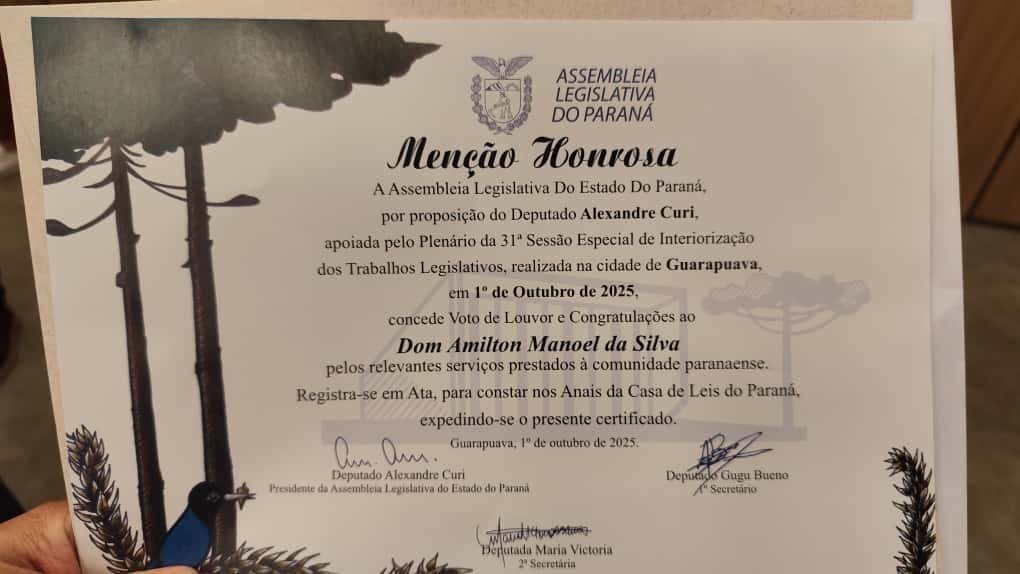 ASSEMBLEIA
LEGISLATIVA
DO PARANÁ
Menção Honrosa
A Assembleia Legislativa Do Estado Do Paraná,
por proposição do Deputado Alexandre Curi,
apoiada pelo Plenário da 31ª Sessão Especial de Interiorização
dos Trabalhos Legislativos, realizada na cidade de Guarapuava,
em 1º de Outubro de 2025,
concede Voto de Louvor e Congratulações ao
Dom Amilton Manoel da Silva
pelos relevantes serviços prestados à comunidade paranaense.
Registra-se em Ata, para constar nos Anais da Casa de Leis do Paraná,
expedindo-se o presente certificado.
Guarapuava, 1º de outubro de 2025.
Deputado Alexandre Curi
Presidente da Assembleia Legislativa do Estado do Paraná
Deputado Gugu Bueno
1º Secretário
Deputada Maria Victoria
2ª Secretária